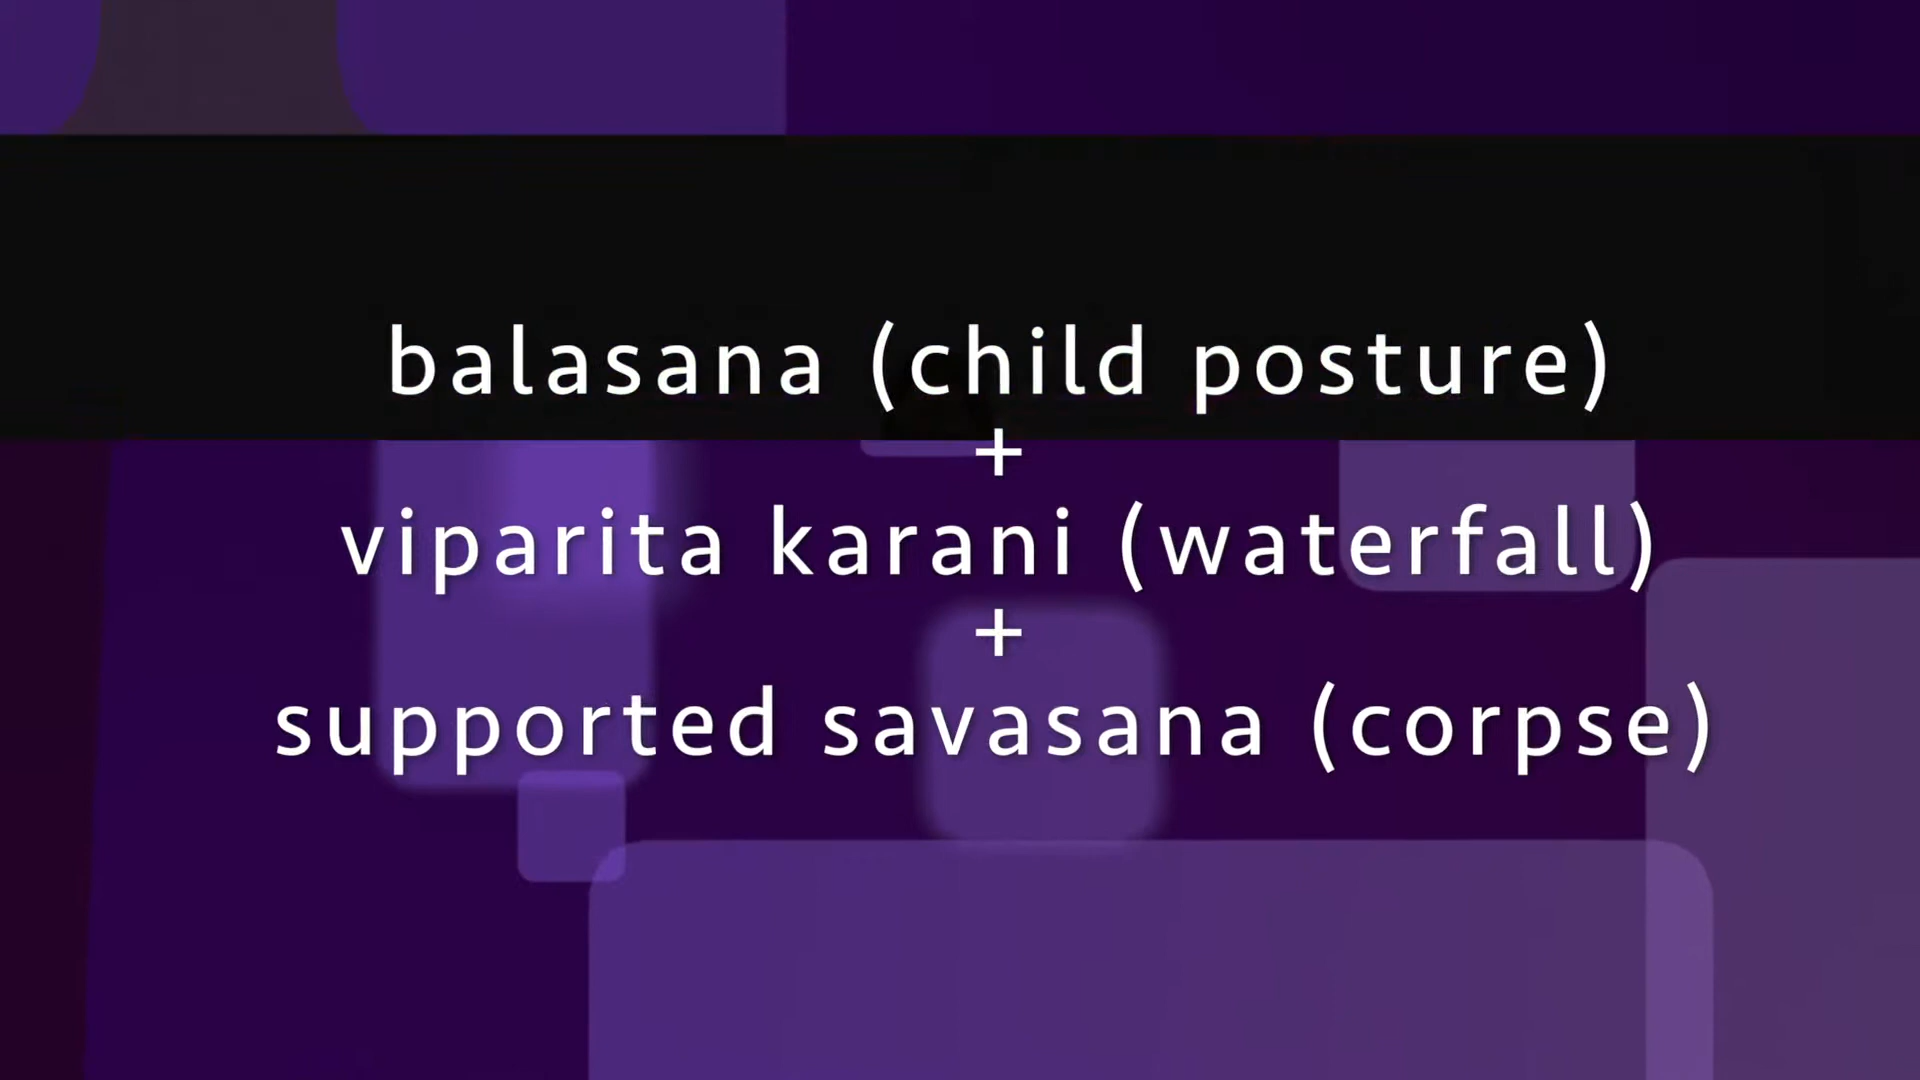 balasana (child posture)
+
viparita karani (waterfall)
+
supported savasana (corpse)